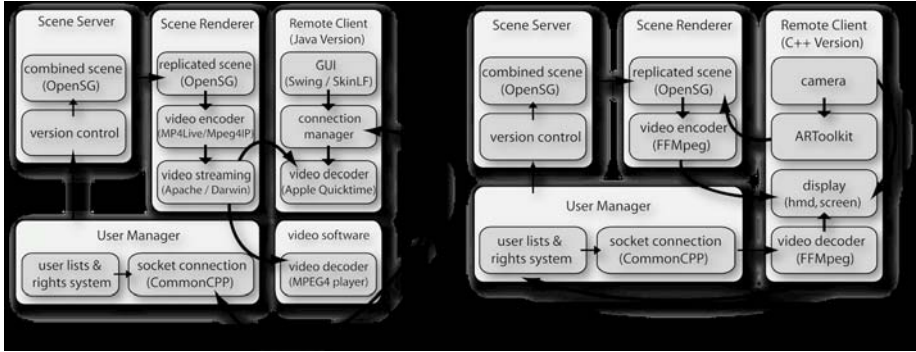 Scene Server
combined scene
(OpenSG)
version control
Scene Renderer
replicated scene
(OpenSG)
video encoder
(MP4Live/Mpeg4IP)
video streaming
(Apache / Darwin)
Remote Client
(Java Version)
GUI
(Swing / SkinLF)
connection
manager
video decoder
(Apple Quicktime)
User Manager
user lists &
rights system
socket connection
(CommonCPP)
video software
video decoder
(MPEG4 player)
Scene Server
combined scene
(OpenSG)
version control
Scene Renderer
replicated scene
(OpenSG)
video encoder
(FFMpeg)
Remote Client
(C++ Version)
camera
ARToolkit
display
(hmd, screen)
video decoder
(FFMpeg)
User Manager
user lists &
rights system
socket connection
(CommonCPP)